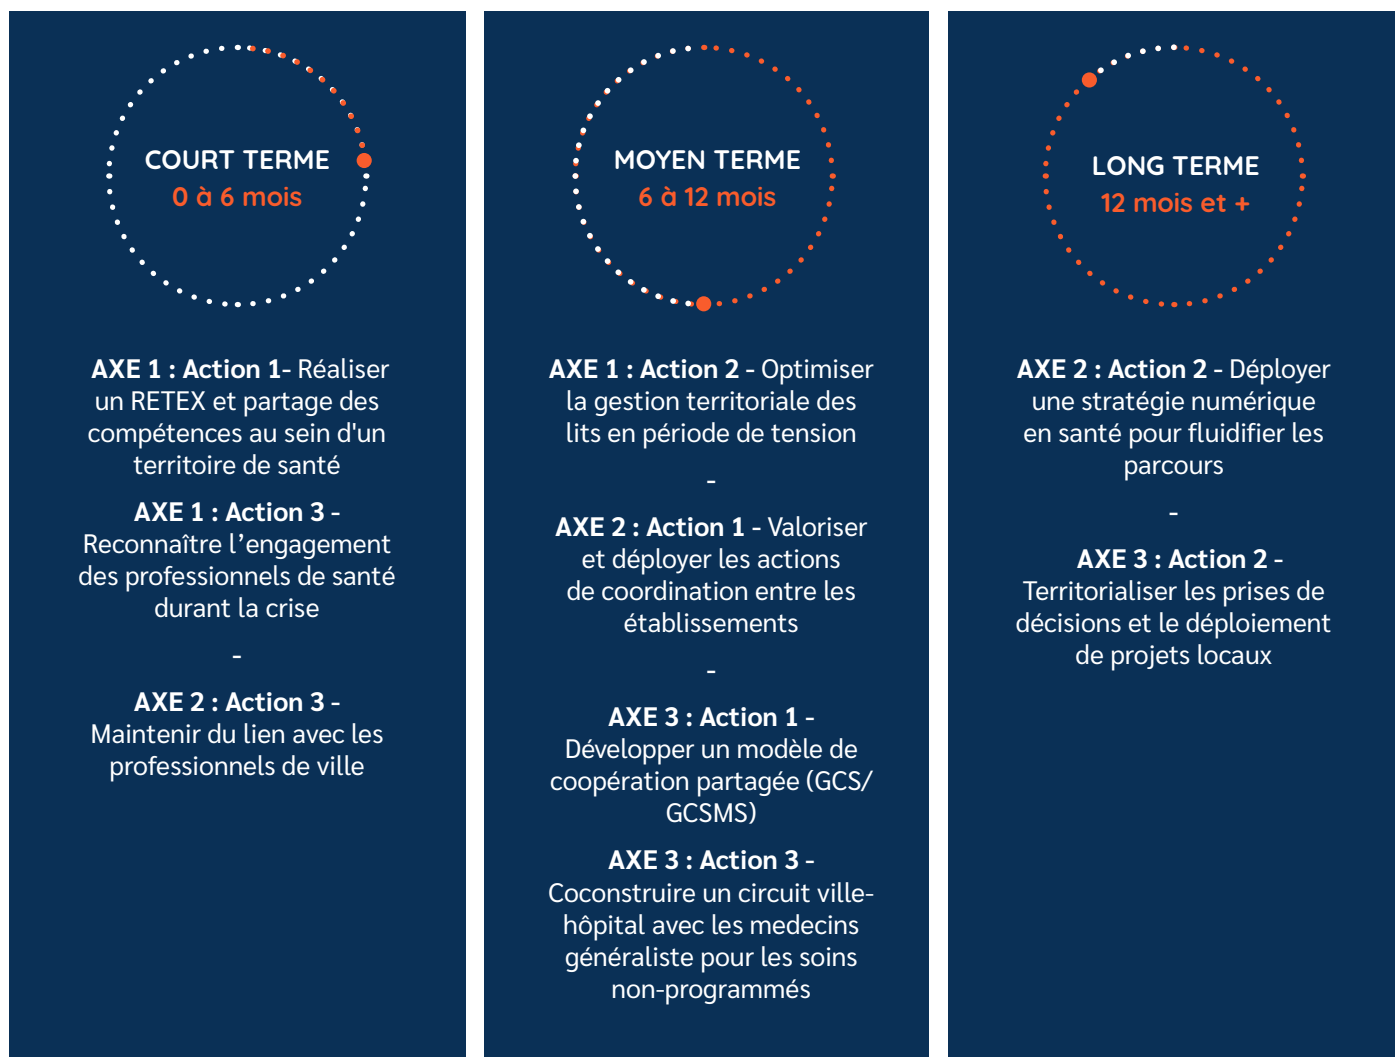 COURT TERME
0 à 6 mois
AXE 1 : Action 1- Réaliser
un RETEX et partage des
compétences au sein d'un
territoire de santé
AXE 1 : Action 3 -
Reconnaître l’engagement
des professionnels de santé
durant la crise
-
AXE 2 : Action 3 -
Maintenir du lien avec les
professionnels de ville
MOYEN TERME
6 à 12 mois
AXE 1 : Action 2 - Optimiser
la gestion territoriale des
lits en période de tension
-
AXE 2 : Action 1 - Valoriser
et déployer les actions
de coordination entre les
établissements
-
AXE 3 : Action 1 -
Développer un modèle de
coopération partagée (GCS/
GCSMS)
AXE 3 : Action 3 -
Coconstruire un circuit ville-
hôpital avec les medecins
généraliste pour les soins
non-programmés
LONG TERME
12 mois et +
AXE 2 : Action 2 - Déployer
une stratégie numérique
en santé pour fluidifier les
parcours
-
AXE 3 : Action 2 -
Territorialiser les prises de
décisions et le déploiement
de projets locaux